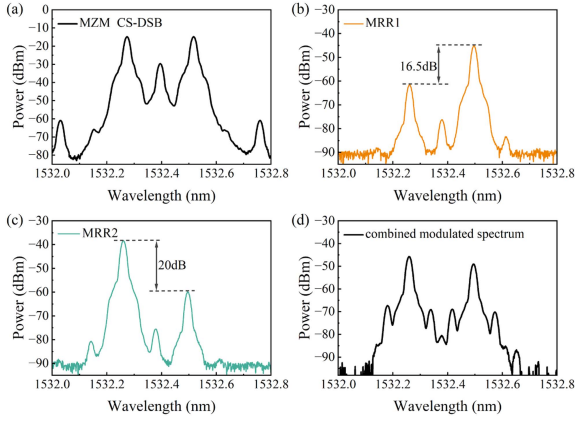 (a)
MZM CS-DSB
Power (dBm)
0
−10
−20
−30
−40
−50
−60
−70
−80
1532.0
1532.2
1532.4
1532.6
1532.8
Wavelength (nm)
(b)
MRR1
16.5dB
Power (dBm)
−30
−40
−50
−60
−70
−80
−90
1532.0
1532.2
1532.4
1532.6
1532.8
Wavelength (nm)
(c)
MRR2
20dB
Power (dBm)
−30
−40
−50
−60
−70
−80
−90
1532.0
1532.2
1532.4
1532.6
1532.8
Wavelength (nm)
(d)
combined modulated spectrum
Power (dBm)
−30
−40
−50
−60
−70
−80
−90
1532.0
1532.2
1532.4
1532.6
1532.8
Wavelength (nm)